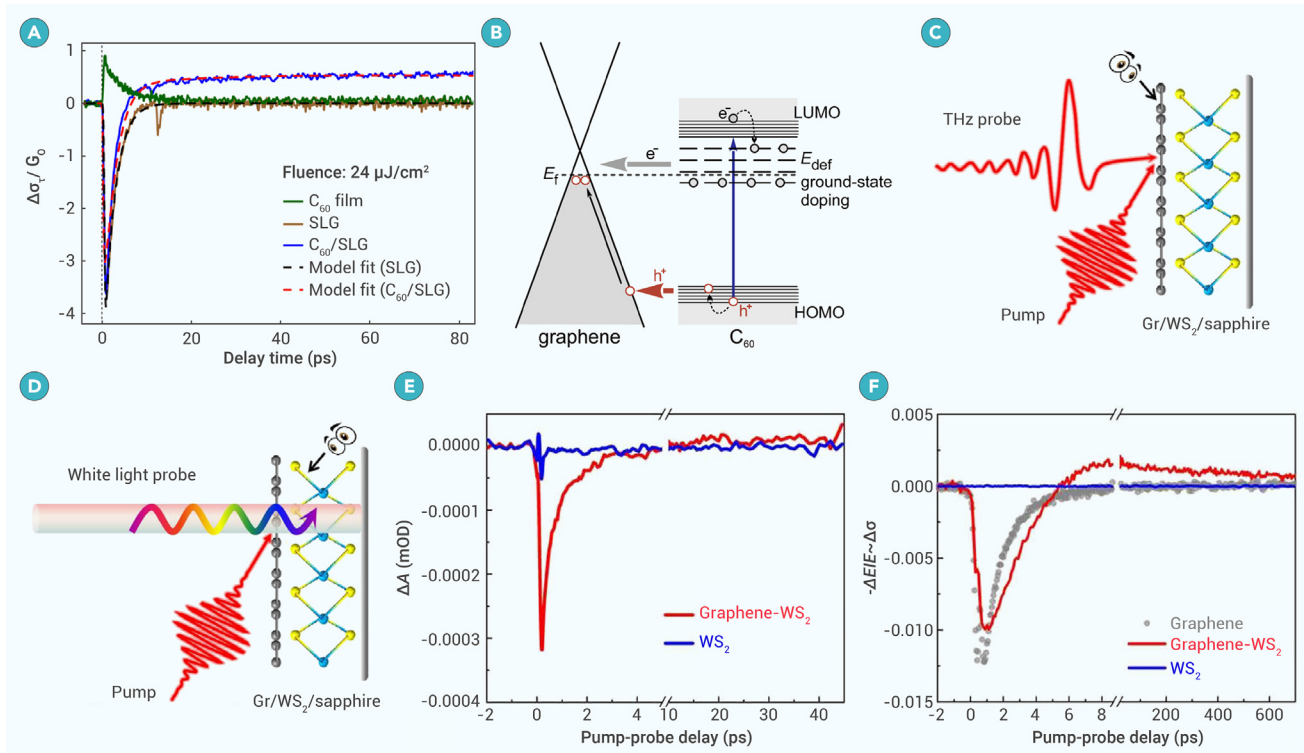 A
1
0
-1
-2
-3
-4
Δστ/ G0
Fluence: 24 μJ/cm²
C60 film
SLG
C60/SLG
Model fit (SLG)
Model fit (C60/SLG)
0
20
40
60
80
Delay time (ps)
B
e-
LUMO
e-
Edef
Ef
ground-state
doping
h+
h+
HOMO
graphene
C60
C
THz probe
Pump
Gr/WS2/sapphire
D
White light probe
Pump
Gr/WS2/sapphire
E
0.0000
-0.0001
-0.0002
-0.0003
-0.0004
ΔA (mOD)
Graphene-WS2
WS2
-2
0
2
4
10
20
30
40
Pump-probe delay (ps)
F
0.005
0.000
-0.005
-0.010
-0.015
-ΔE/E~Δσ
Graphene
Graphene-WS2
WS2
-2
0
2
4
6
8
200
400
600
Pump-probe delay (ps)